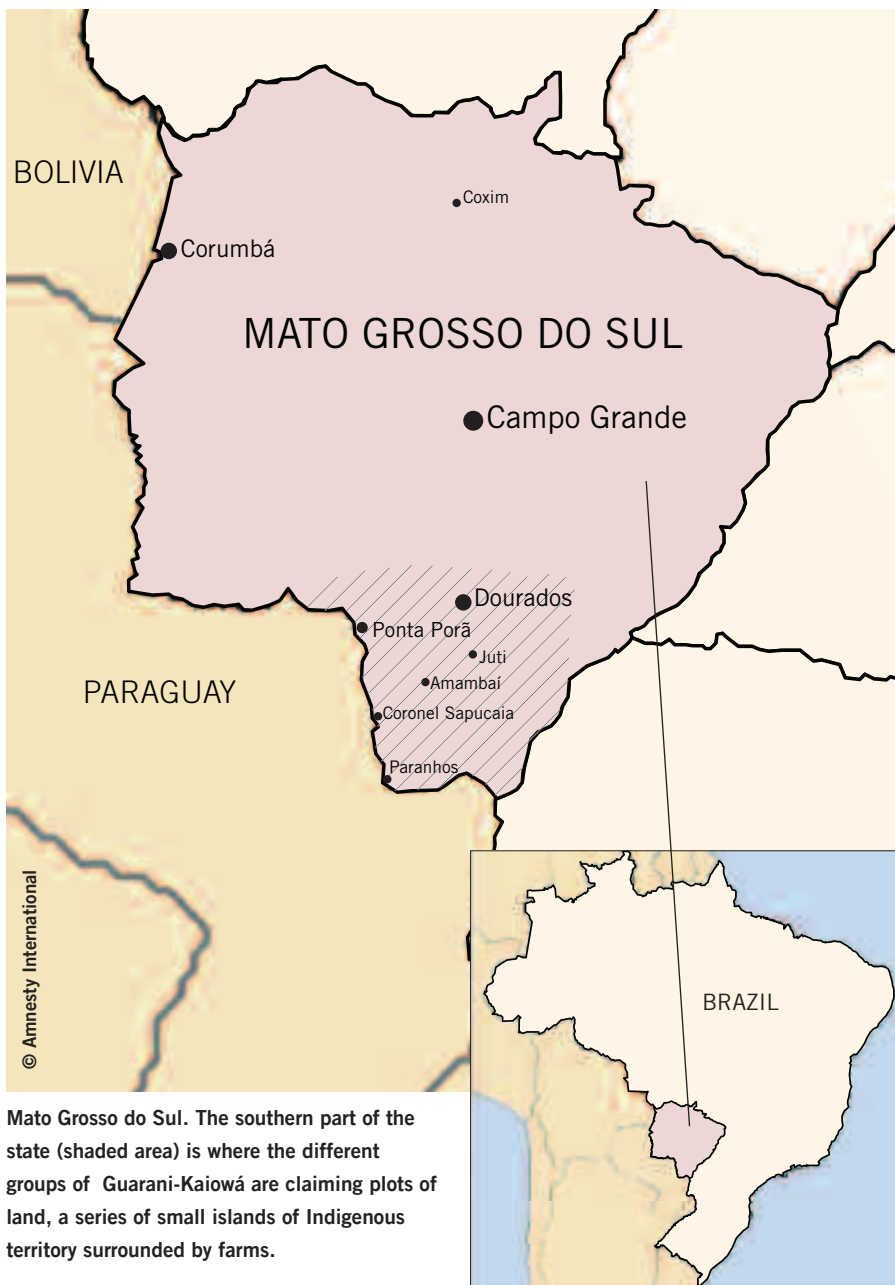 BOLIVIA
Coxim
Corumbá
MATO GROSSO DO SUL
Campo Grande
Dourados
Ponta Porã
Juti
Amambaí
PARAGUAY
Coronel Sapucaia
Paranhos
© Amnesty International
BRAZIL
Mato Grosso do Sul. The southern part of the
state (shaded area) is where the different
groups of Guarani-Kaiowá are claiming plots of
land, a series of small islands of Indigenous
territory surrounded by farms.